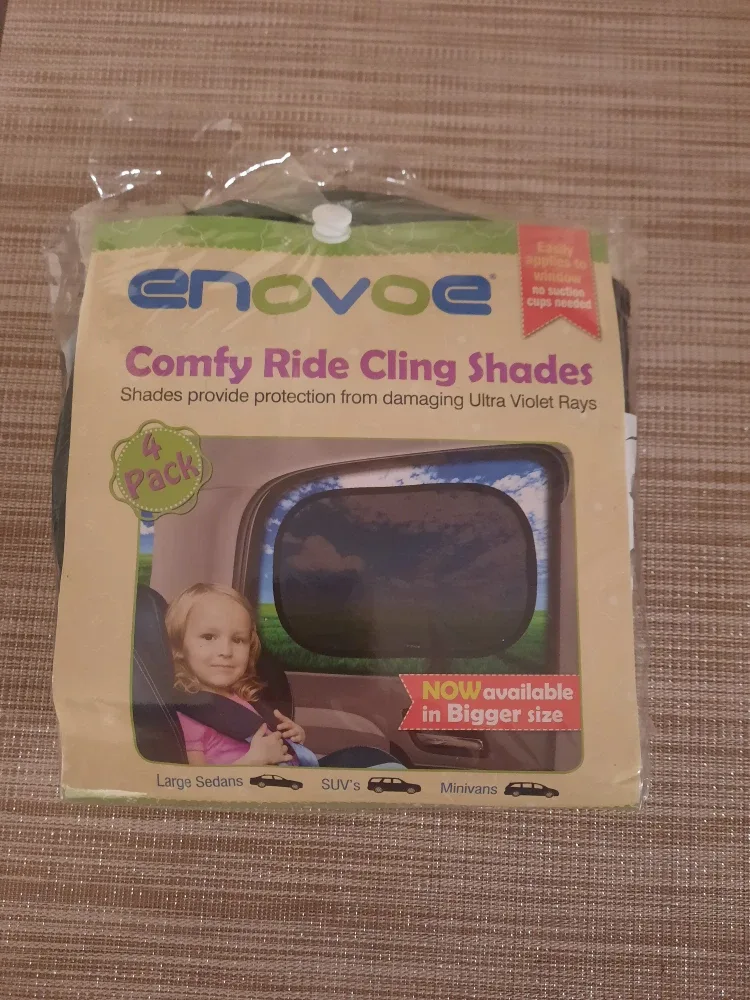 enovoe®
Easily
applies to
window
no suction
cups needed
Comfy Ride Cling Shades
Shades provide protection from damaging Ultra Violet Rays
4
Pack
NOW available
in Bigger size
Large Sedans
SUV's
Minivans